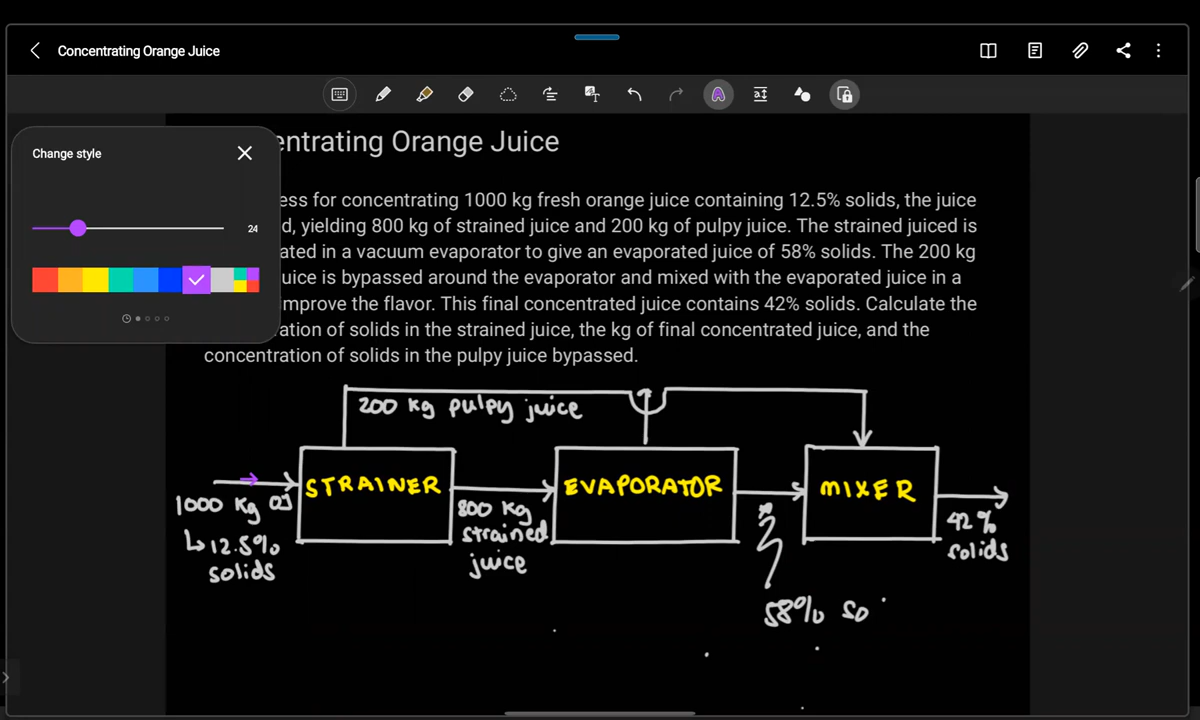 Concentrating Orange Juice
Change style
24
entrating Orange Juice
ess for concentrating 1000 kg fresh orange juice containing 12.5% solids, the juice
d, yielding 800 kg of strained juice and 200 kg of pulpy juice. The strained juiced is
ated in a vacuum evaporator to give an evaporated juice of 58% solids. The 200 kg
uice is bypassed around the evaporator and mixed with the evaporated juice in a
improve the flavor. This final concentrated juice contains 42% solids. Calculate the
ation of solids in the strained juice, the kg of final concentrated juice, and the
concentration of solids in the pulpy juice bypassed.
200 kg pulpy juice
STRAINER
EVAPORATOR
MIXER
1000 kg OJ
12.5%
solids
800 kg
strained
juice
42%
solids
58% so